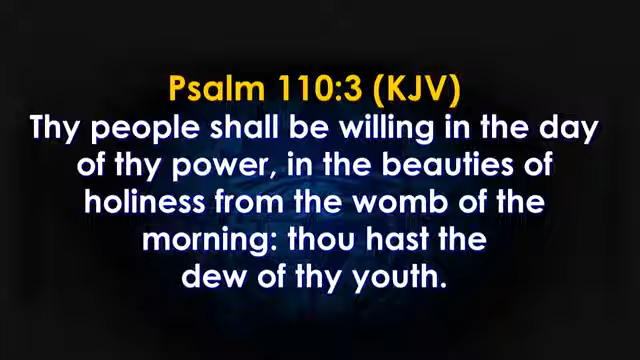 Psalm 110:3 (KJV)
Thy people shall be willing in the day
of thy power, in the beauties of
holiness from the womb of the
morning: thou hast the
dew of thy youth.